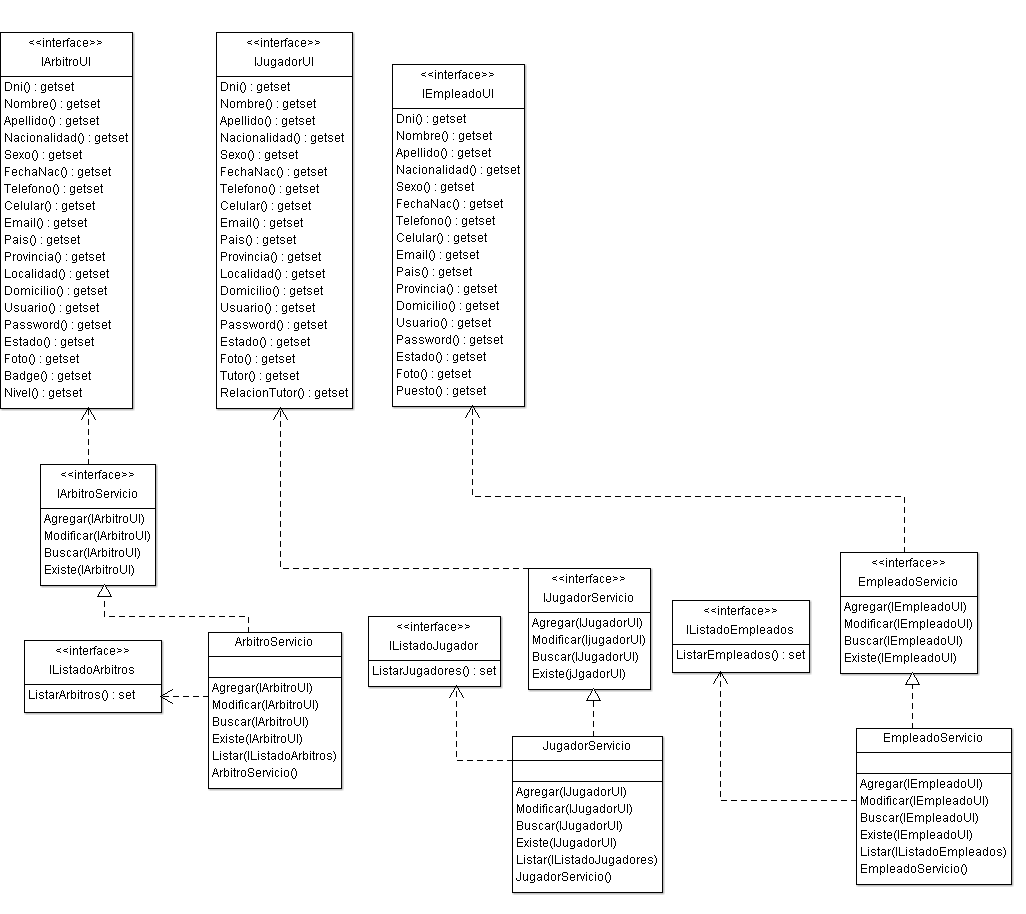 <<interface>>
IArbitroUI
Dni() : getset
Nombre() : getset
Apellido() : getset
Nacionalidad() : getset
Sexo() : getset
FechaNac() : getset
Telefono() : getset
Celular() : getset
Email() : getset
Pais() : getset
Provincia() : getset
Localidad() : getset
Domicilio() : getset
Usuario() : getset
Password() : getset
Estado() : getset
Foto() : getset
Badge() : getset
Nivel() : getset
<<interface>>
IJugadorUI
Dni() : getset
Nombre() : getset
Apellido() : getset
Nacionalidad() : getset
Sexo() : getset
FechaNac() : getset
Telefono() : getset
Celular() : getset
Email() : getset
Pais() : getset
Provincia() : getset
Localidad() : getset
Domicilio() : getset
Usuario() : getset
Password() : getset
Estado() : getset
Foto() : getset
Tutor() : getset
RelacionTutor() : getset
<<interface>>
IEmpleadoUI
Dni() : getset
Nombre() : getset
Apellido() : getset
Nacionalidad() : getset
Sexo() : getset
FechaNac() : getset
Telefono() : getset
Celular() : getset
Email() : getset
Pais() : getset
Provincia() : getset
Domicilio() : getset
Usuario() : getset
Password() : getset
Estado() : getset
Foto() : getset
Puesto() : getset
<<interface>>
IArbitroServicio
Agregar(IArbitroUI)
Modificar(IArbitroUI)
Buscar(IArbitroUI)
Existe(IArbitroUI)
<<interface>>
IListadoArbitros
ListarArbitros() : set
ArbitroServicio
Agregar(IArbitroUI)
Modificar(IArbitroUI)
Buscar(IArbitroUI)
Existe(IArbitroUI)
Listar(IListadoArbitros)
ArbitroServicio()
<<interface>>
IListadoJugador
ListarJugadores() : set
<<interface>>
IJugadorServicio
Agregar(IJugadorUI)
Modificar(IjugadorUI)
Buscar(IJugadorUI)
Existe(jJgadorUI)
JugadorServicio
Agregar(IJugadorUI)
Modificar(IJugadorUI)
Buscar(IJugadorUI)
Existe(IJugadorUI)
Listar(IListadoJugadores)
JugadorServicio()
<<interface>>
IListadoEmpleados
ListarEmpleados() : set
<<interface>>
EmpleadoServicio
Agregar(IEmpleadoUI)
Modificar(IEmpleadoUI)
Buscar(IEmpleadoUI)
Existe(IEmpleadoUI)
EmpleadoServicio
Agregar(IEmpleadoUI)
Modificar(IEmpleadoUI)
Buscar(IEmpleadoUI)
Existe(IEmpleadoUI)
Listar(IListadoEmpleados)
EmpleadoServicio()